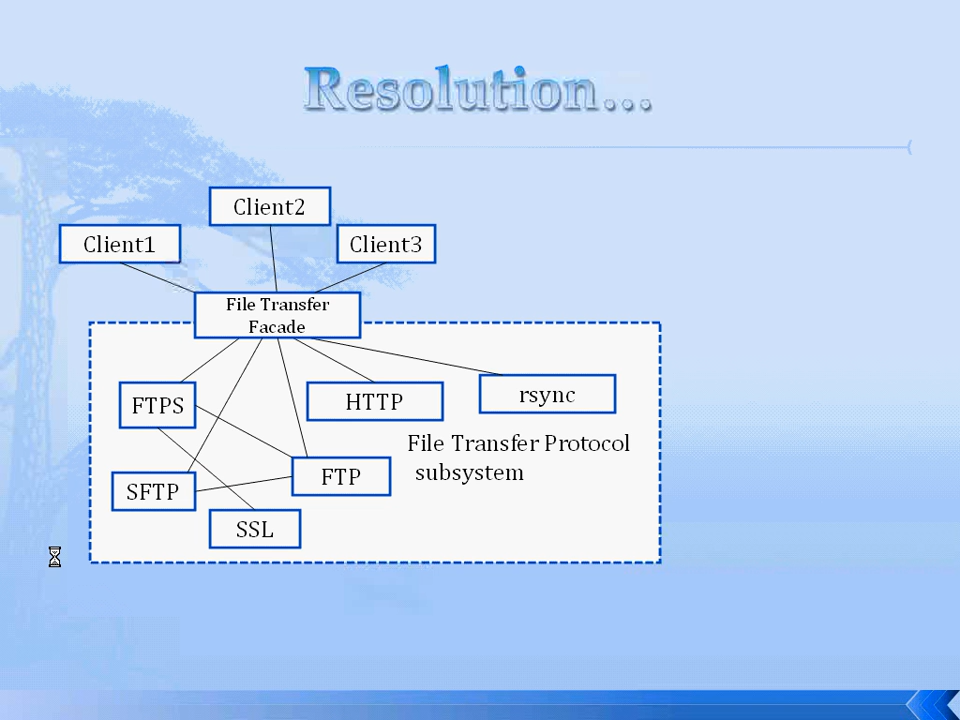 Resolution...
Client2
Client1
Client3
File Transfer
Facade
FTPS
HTTP
rsync
File Transfer Protocol
subsystem
FTP
SFTP
SSL